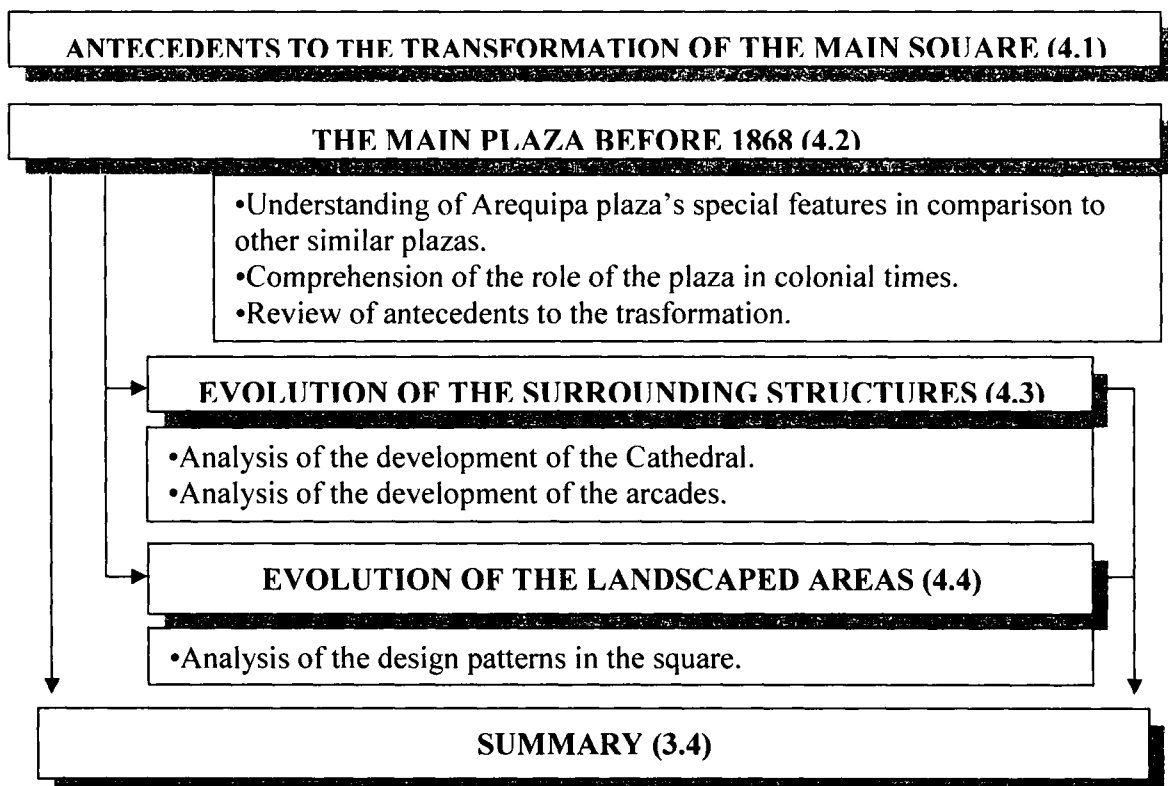 ANTECEDENTS TO THE TRANSFORMATION OF THE MAIN SQUARE (4.1)
THE MAIN PLAZA BEFORE 1868 (4.2)
•Understanding of Arequipa plaza's special features in comparison to
other similar plazas.
•Comprehension of the role of the plaza in colonial times.
•Review of antecedents to the trasformation.
EVOLUTION OF THE SURROUNDING STRUCTURES (4.3)
•Analysis of the development of the Cathedral.
•Analysis of the development of the arcades.
EVOLUTION OF THE LANDSCAPED AREAS (4.4)
•Analysis of the design patterns in the square.
SUMMARY (3.4)